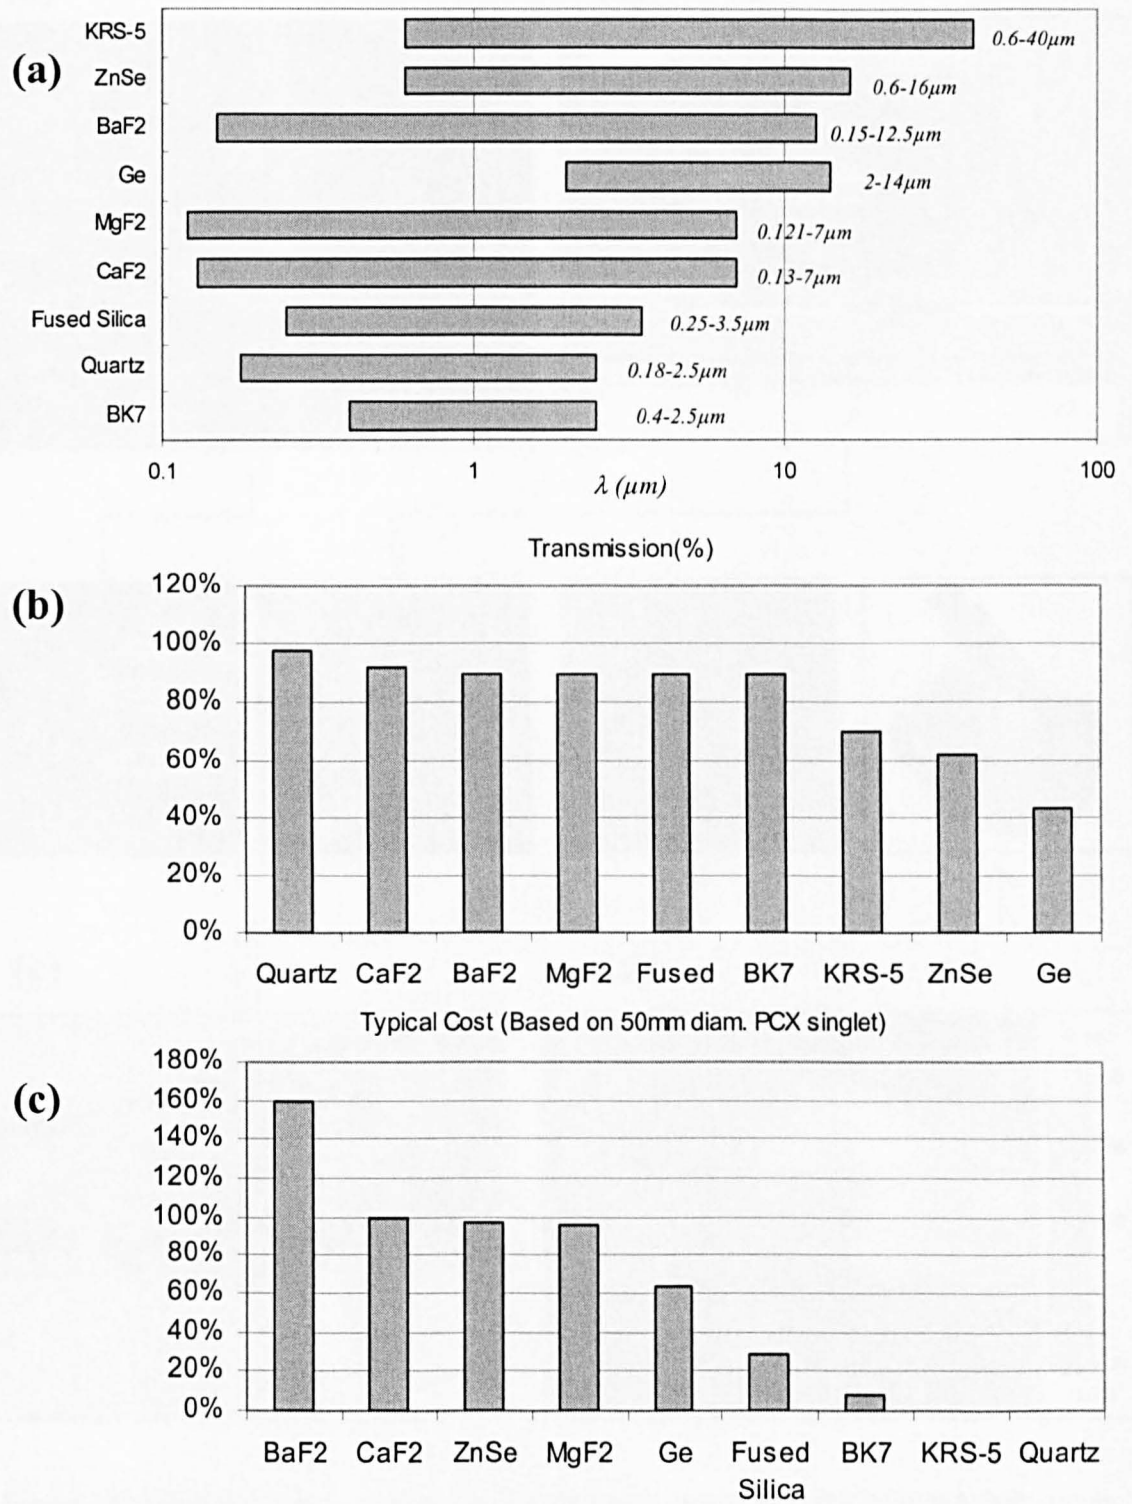 (a)
KRS-5 0.6-40μm
ZnSe 0.6-16μm
BaF2 0.15-12.5μm
Ge 2-14μm
MgF2 0.121-7μm
CaF2 0.13-7μm
Fused Silica 0.25-3.5μm
Quartz 0.18-2.5μm
BK7 0.4-2.5μm
0.1 1 10 100
λ (μm)
(b)
Transmission(%)
120%
100%
80%
60%
40%
20%
0%
Quartz CaF2 BaF2 MgF2 Fused BK7 KRS-5 ZnSe Ge
(c)
Typical Cost (Based on 50mm diam. PCX singlet)
180%
160%
140%
120%
100%
80%
60%
40%
20%
0%
BaF2 CaF2 ZnSe MgF2 Ge Fused BK7 KRS-5 Quartz
Silica